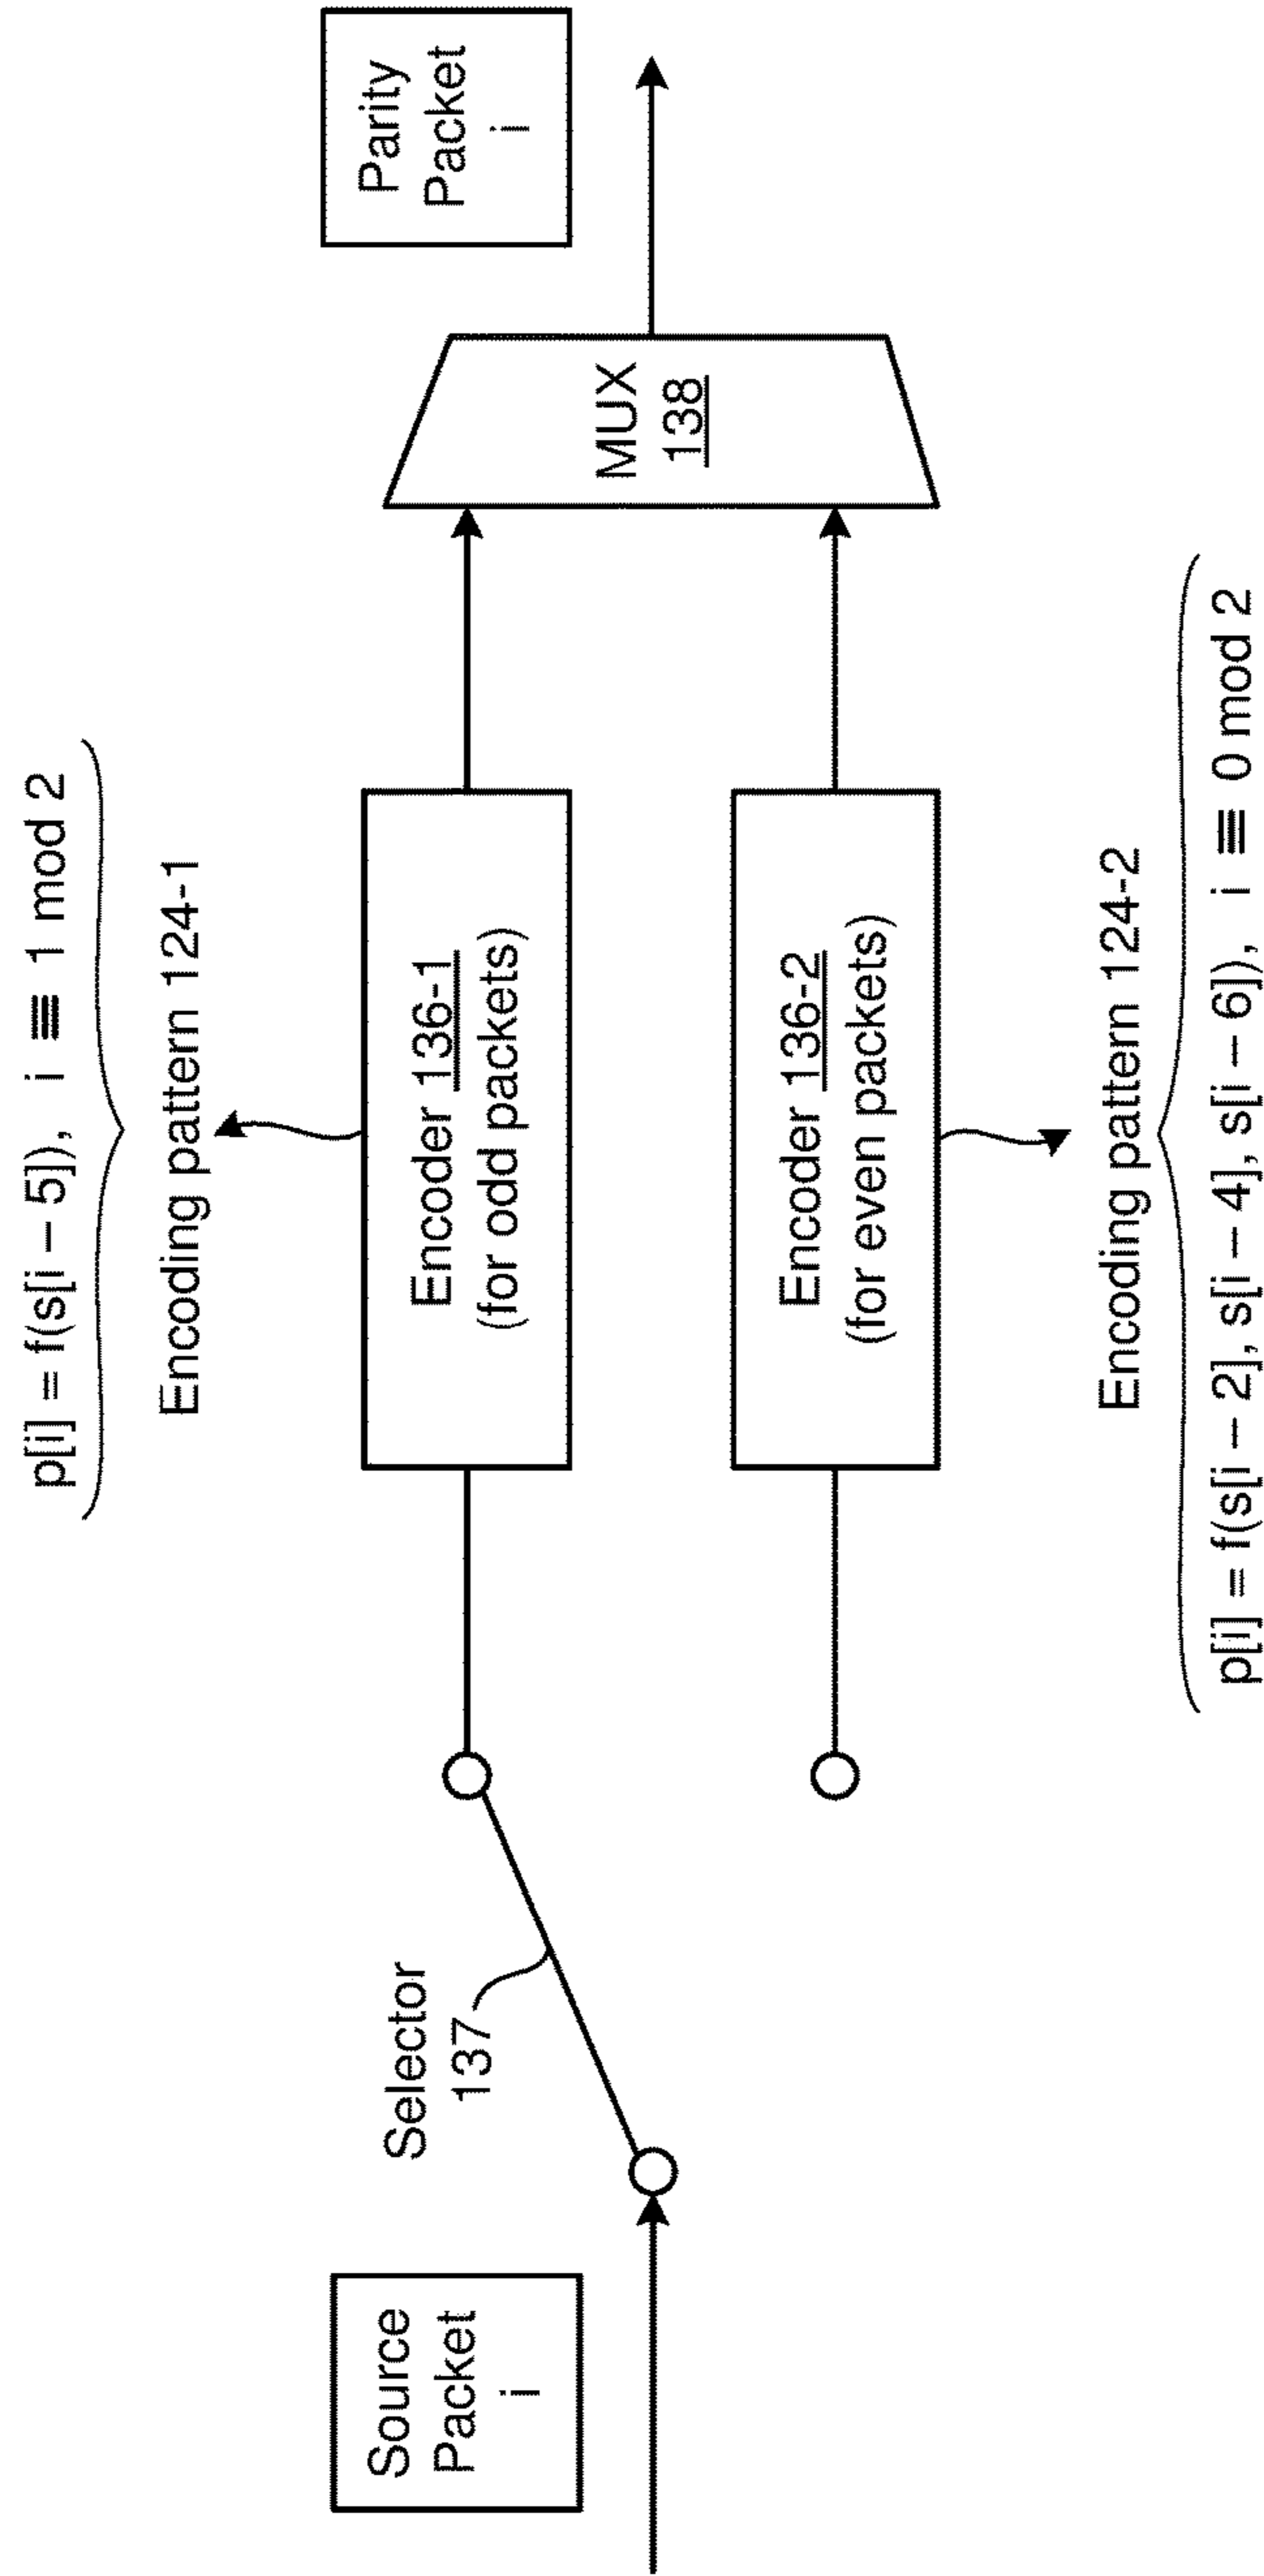 p[i] = f(s[i – 5]),   i ≡ 1 mod 2
Encoding pattern 124-1
Source
Packet
i
Selector
137
Encoder 136-1
(for odd packets)
Encoder 136-2
(for even packets)
MUX
138
Parity
Packet
i
Encoding pattern 124-2
p[i] = f(s[i – 2], s[i – 4], s[i – 6]),   i ≡ 0 mod 2